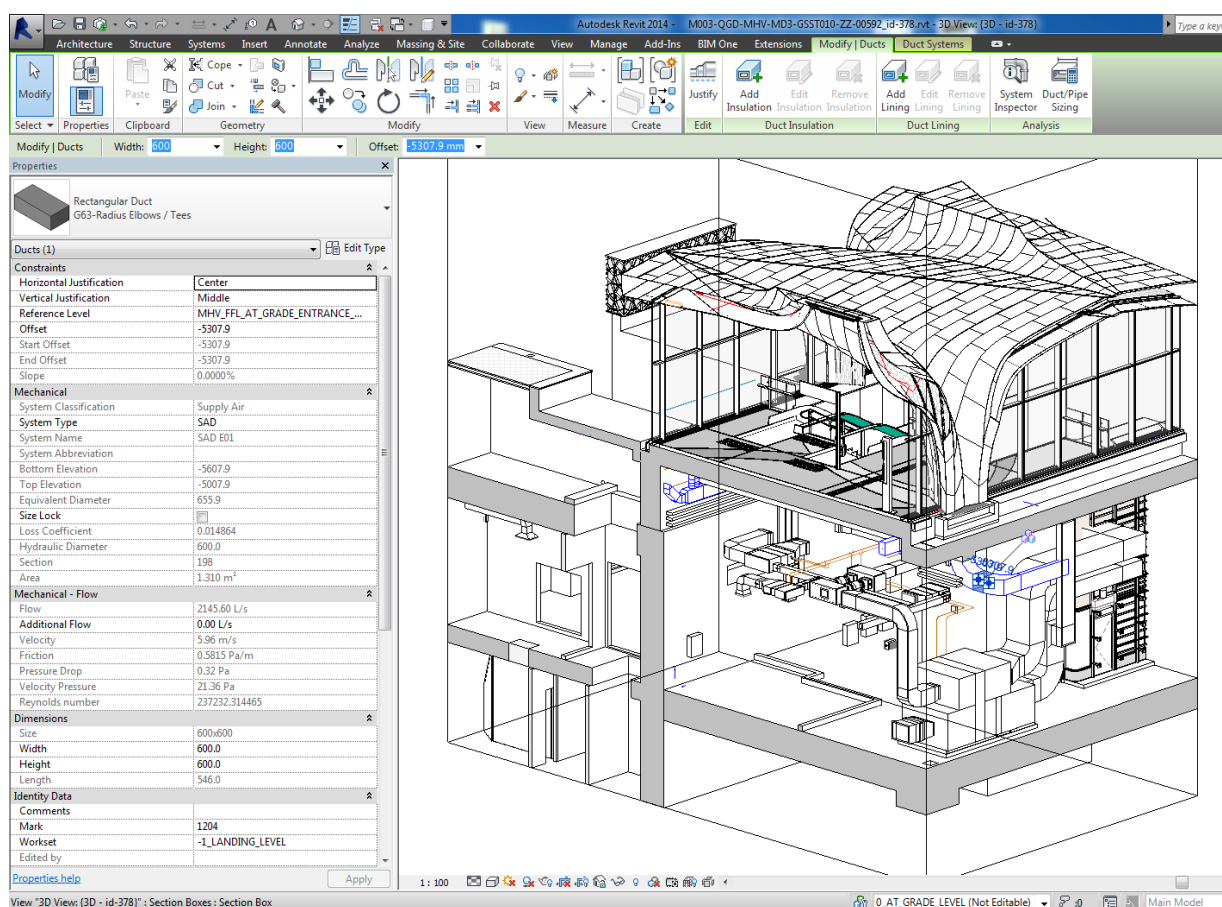 Autodesk Revit 2014 - M003-QGD-MHV-MD3-GSST010-ZZ-00592_id-378.rvt - 3D View: {3D - id-378}
Type a key
Architecture Structure Systems Insert Annotate Analyze Massing & Site Collaborate View Manage Add-Ins BIM One Extensions Modify | Ducts Duct Systems
Modify
Paste
Cope
Cut
Join
Justify
Add Insulation
Edit Insulation
Remove Insulation
Add Lining
Edit Lining
Remove Lining
System Inspector
Duct/Pipe Sizing
Select Properties Clipboard Geometry Modify View Measure Create Edit Duct Insulation Duct Lining Analysis
Modify | Ducts Width: 600 Height: 600 Offset: -5307.9 mm
Properties
Rectangular Duct
G63-Radius Elbows / Tees
Ducts (1) Edit Type
Constraints
Horizontal Justification Center
Vertical Justification Middle
Reference Level MHV_FFL_AT_GRADE_ENTRANCE_...
Offset -5307.9
Start Offset -5307.9
End Offset -5307.9
Slope 0.0000%
Mechanical
System Classification Supply Air
System Type SAD
System Name SAD E01
System Abbreviation
Bottom Elevation -5607.9
Top Elevation -5007.9
Equivalent Diameter 655.9
Size Lock
Loss Coefficient 0.014864
Hydraulic Diameter 600.0
Section 198
Area 1.310 m²
Mechanical - Flow
Flow 2145.60 L/s
Additional Flow 0.00 L/s
Velocity 5.96 m/s
Friction 0.5815 Pa/m
Pressure Drop 0.32 Pa
Velocity Pressure 21.36 Pa
Reynolds number 237232.314465
Dimensions
Size 600x600
Width 600.0
Height 600.0
Length 546.0
Identity Data
Comments
Mark 1204
Workset -1_LANDING_LEVEL
Edited by
Properties help Apply
1 : 100
View "3D View: {3D - id-378}" : Section Boxes : Section Box
0_AT_GRADE_LEVEL (Not Editable) :0 Main Model